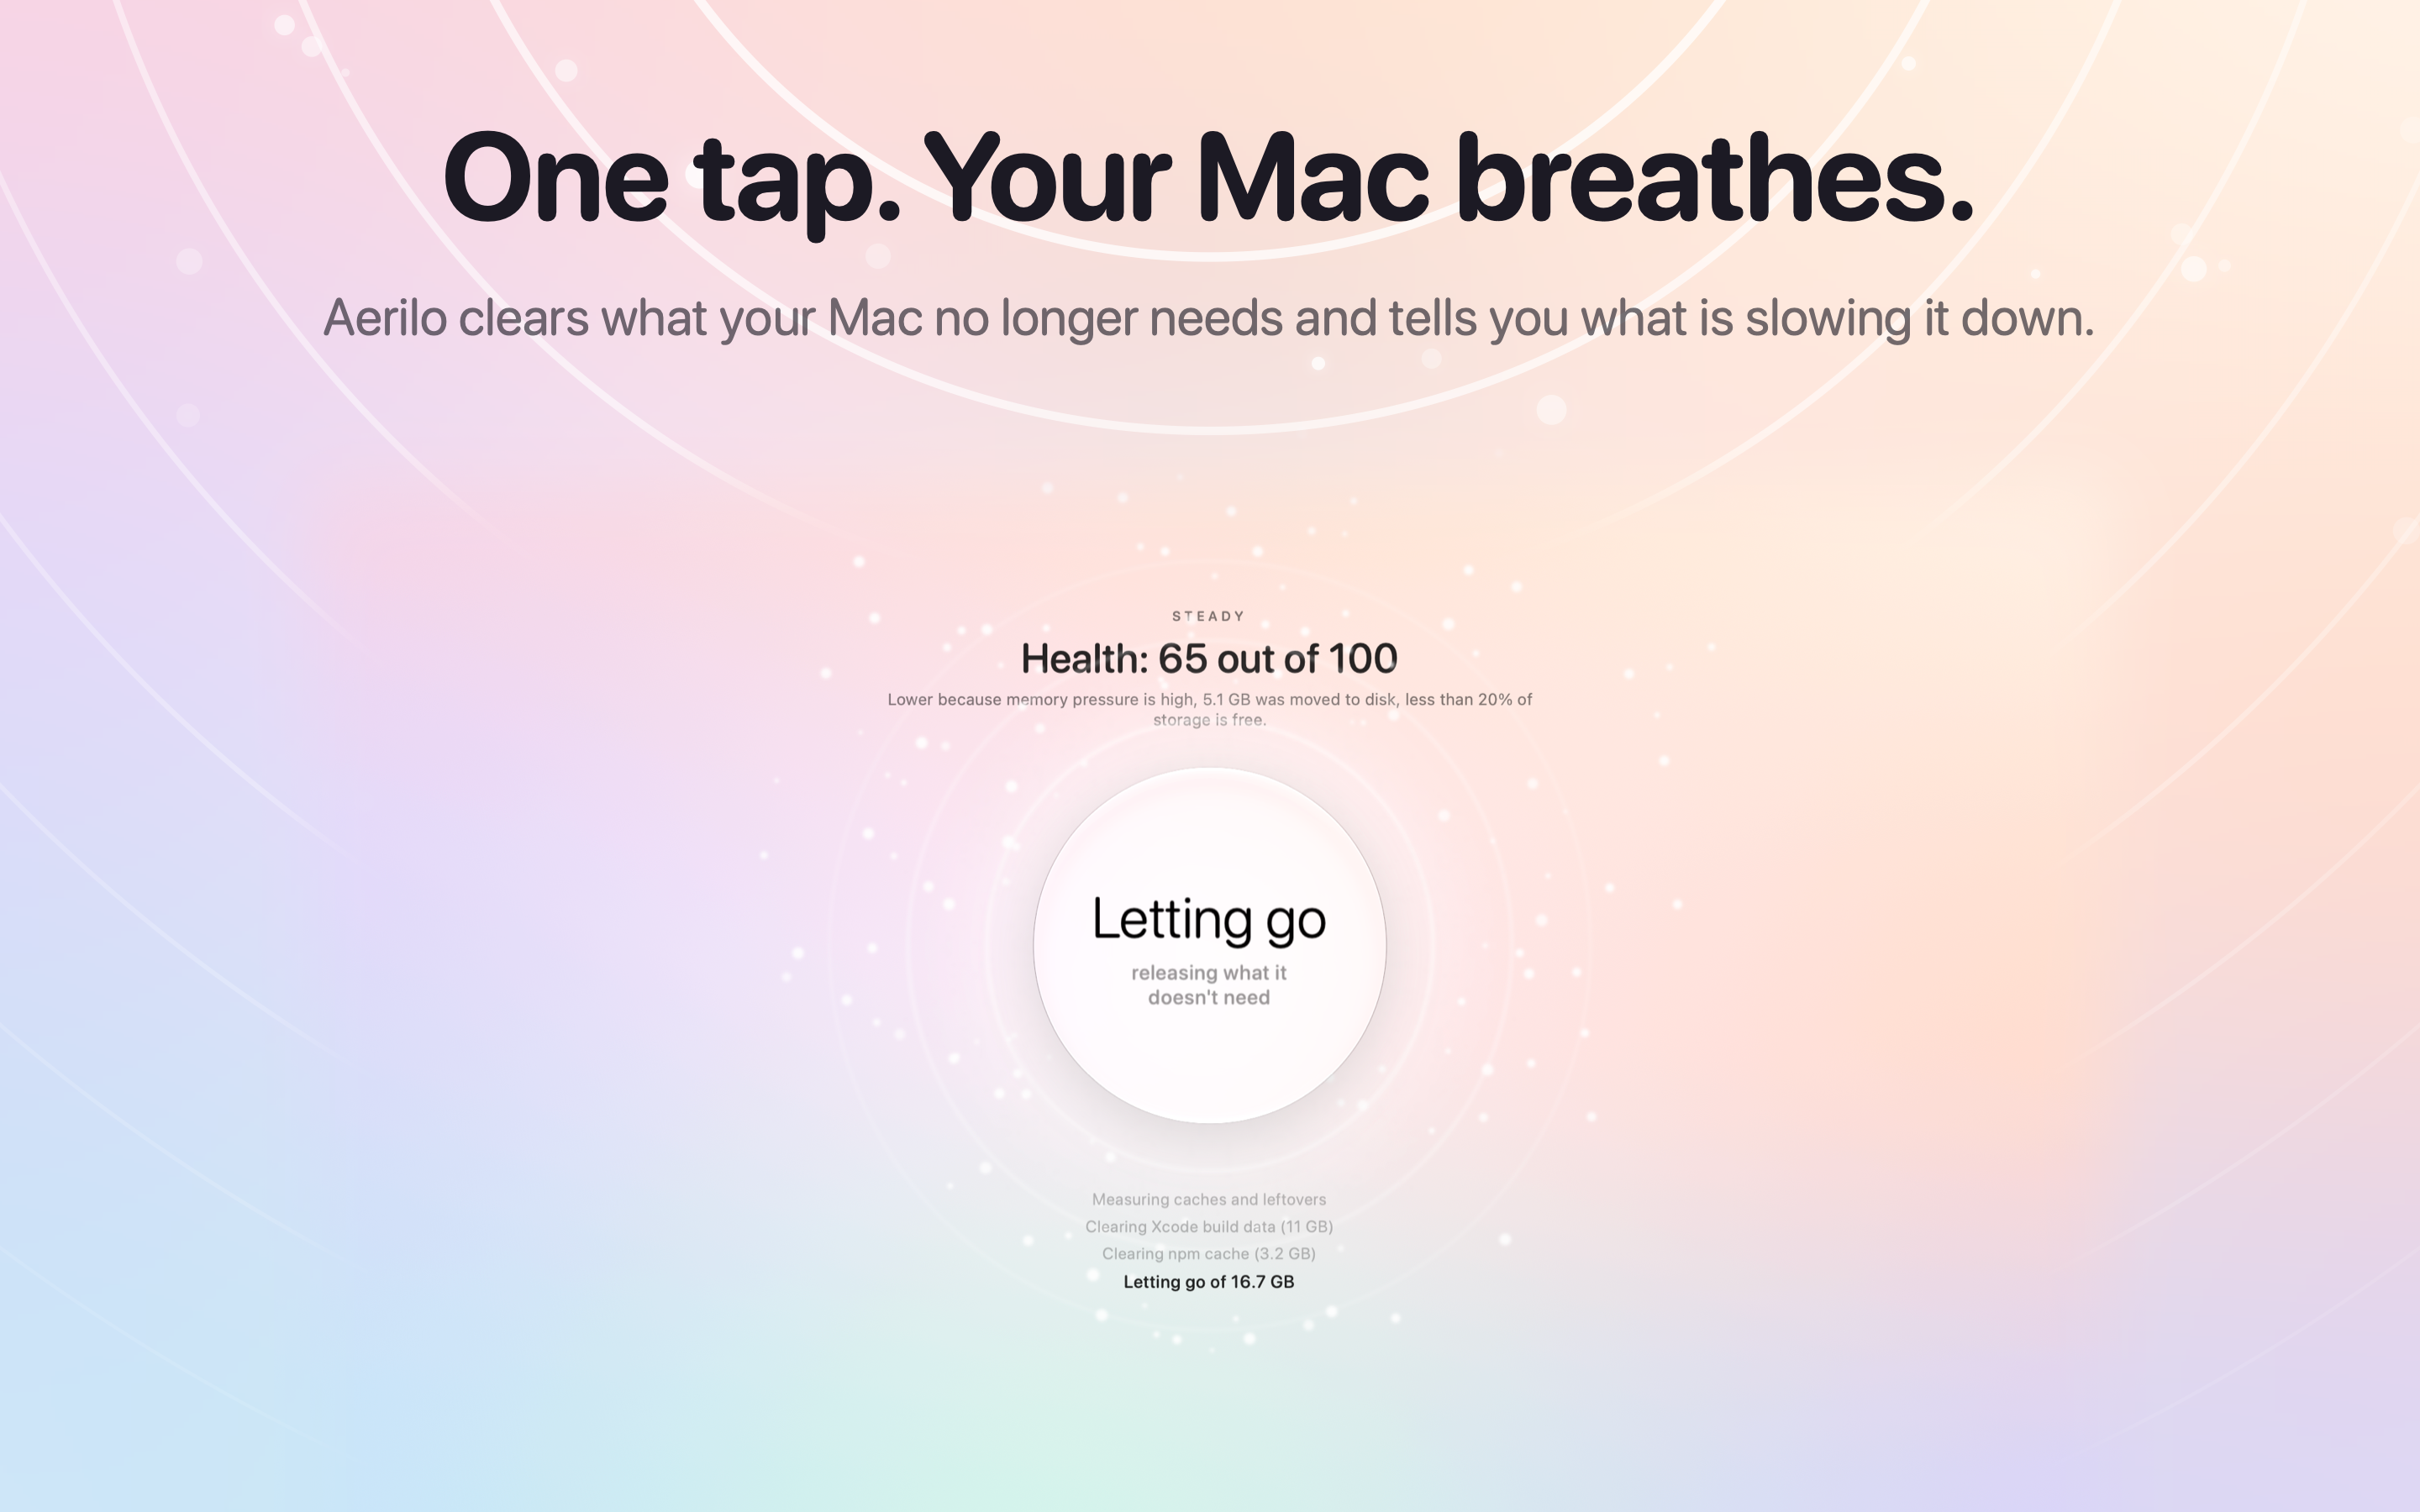 One tap. Your Mac breathes.
Aerilo clears what your Mac no longer needs and tells you what is slowing it down.
STEADY
Health: 65 out of 100
Lower because memory pressure is high, 5.1 GB was moved to disk, less than 20% of
storage is free.
Letting go
releasing what it
doesn't need
Measuring caches and leftovers
Clearing Xcode build data (11 GB)
Clearing npm cache (3.2 GB)
Letting go of 16.7 GB